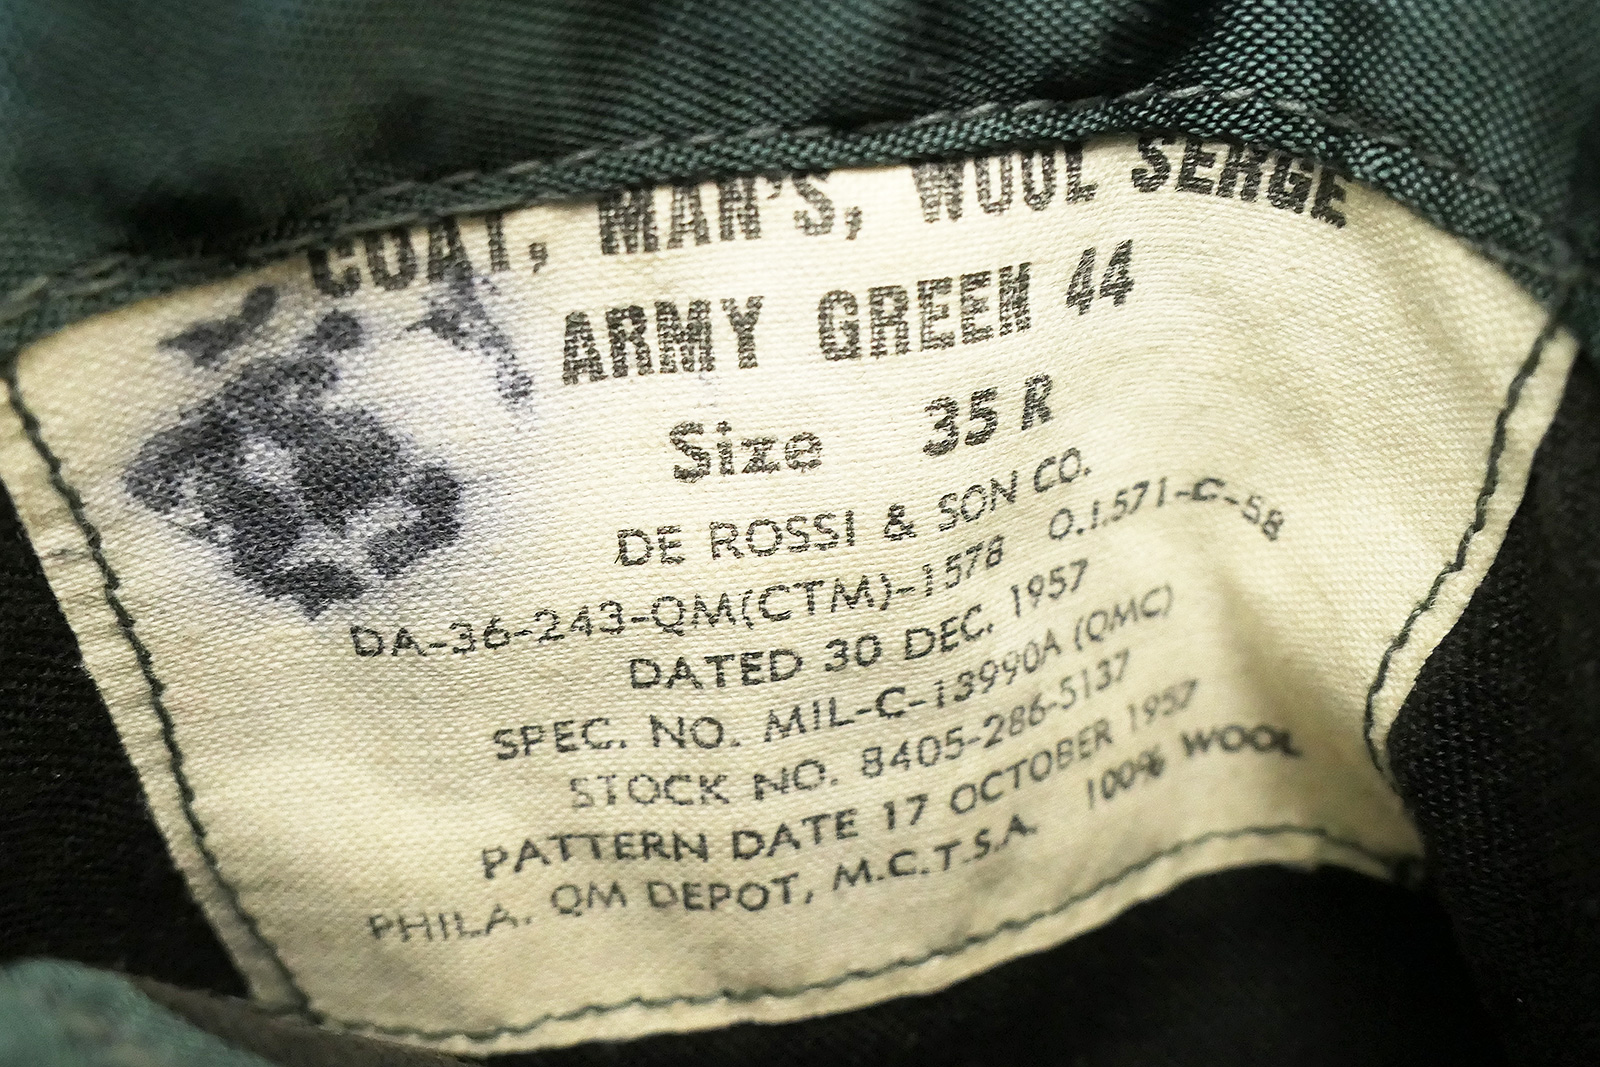 COAT, MAN'S, WOOL SERGE
ARMY GREEN 44
Size 35 R
DE ROSSI & SON CO.
DA-36-243-QM(CTM)-1578 O.I.571-C-58
DATED 30 DEC. 1957
SPEC. NO. MIL-C-13990A (QMC)
STOCK NO. 8405-286-5137
PATTERN DATE 17 OCTOBER 1957
PHILA. QM DEPOT, M.C.T.S.A. 100% WOOL